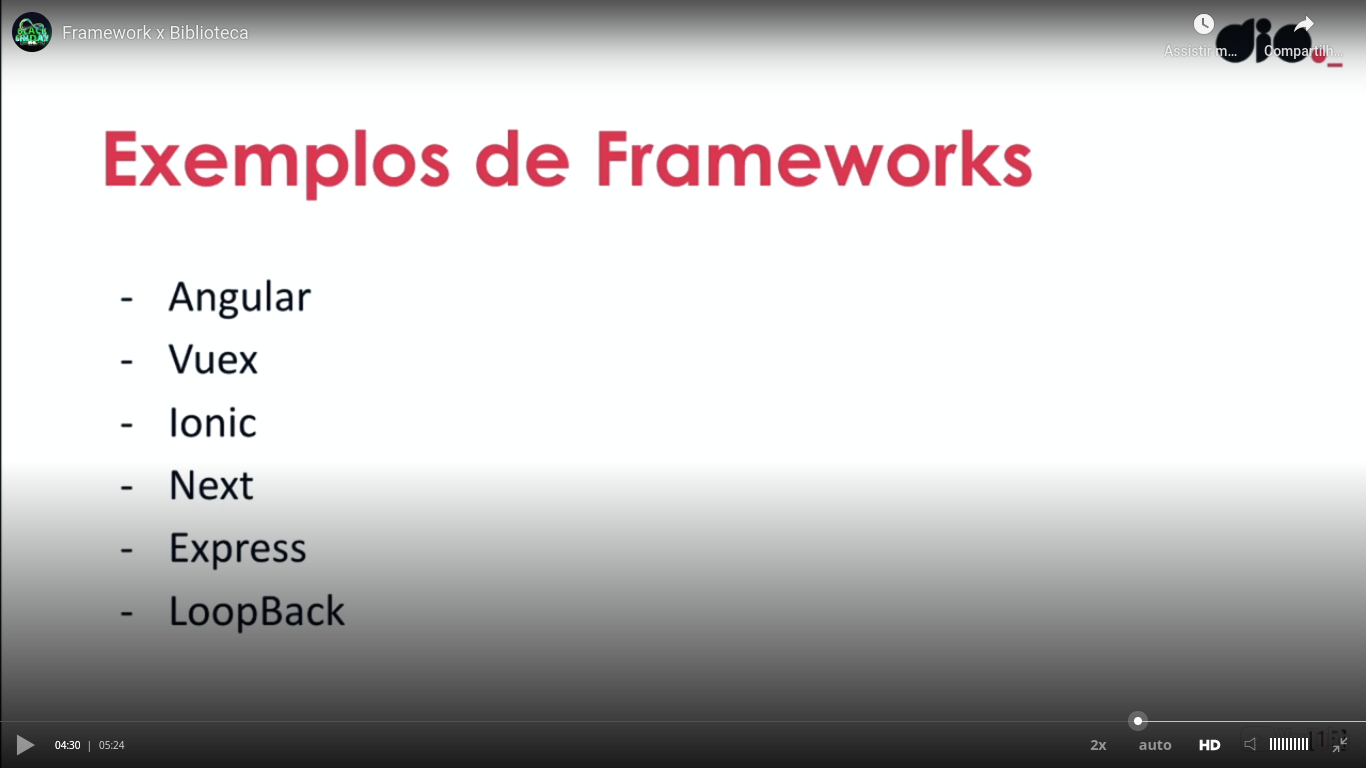 Framework x Biblioteca
Assistir m...
Compartilh...
dio._
Exemplos de Frameworks
- Angular
- Vuex
- Ionic
- Next
- Express
- LoopBack
04:30 | 05:24
2x
auto
HD